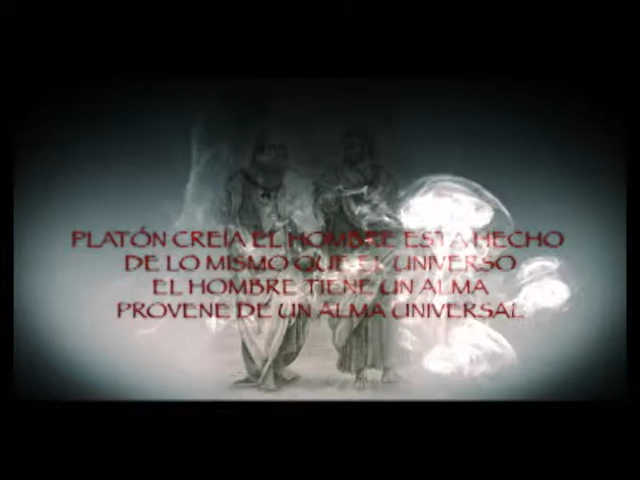 PLATÓN CREÍA EL HOMBRE ESTA HECHO
DE LO MISMO QUE EL UNIVERSO
EL HOMBRE TIENE UN ALMA
PROVENE DE UN ALMA UNIVERSAL